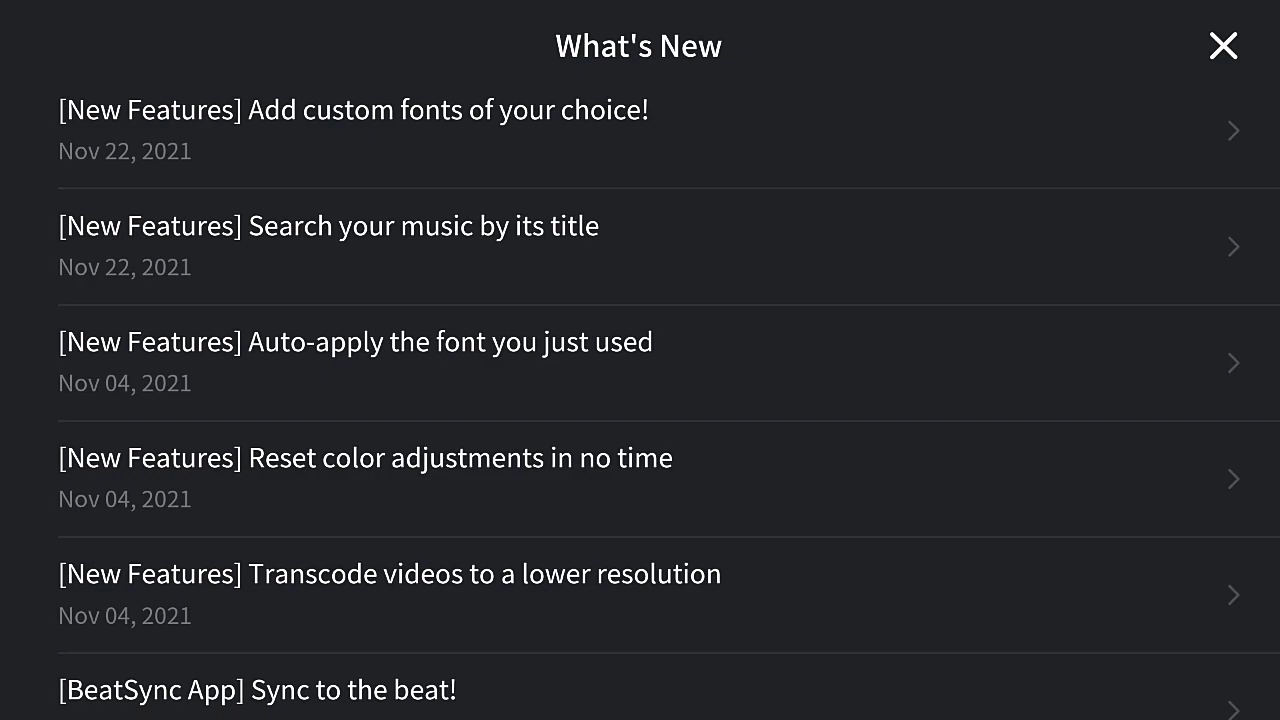 What's New
[New Features] Add custom fonts of your choice!
Nov 22, 2021
[New Features] Search your music by its title
Nov 22, 2021
[New Features] Auto-apply the font you just used
Nov 04, 2021
[New Features] Reset color adjustments in no time
Nov 04, 2021
[New Features] Transcode videos to a lower resolution
Nov 04, 2021
[BeatSync App] Sync to the beat!